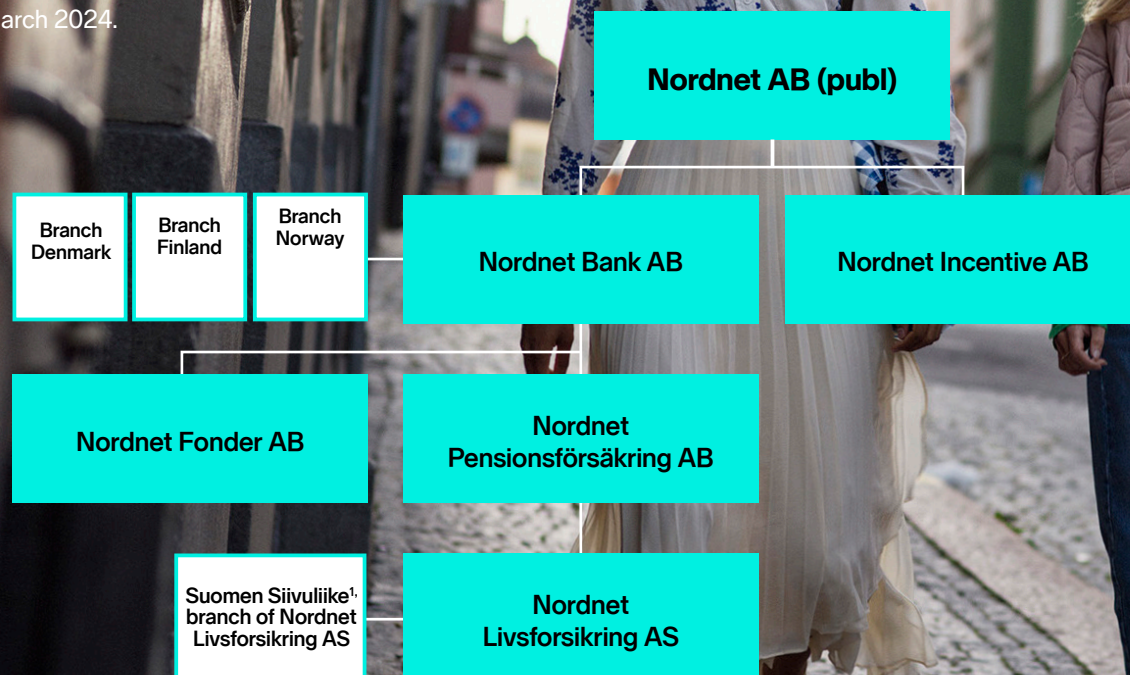 arch 2024.
Nordnet AB (publ)
Branch
Denmark
Branch
Finland
Branch
Norway
Nordnet Bank AB
Nordnet Incentive AB
Nordnet Fonder AB
Nordnet
Pensionsförsäkring AB
Suomen Siivuliike¹,
branch of Nordnet
Livsforsikring AS
Nordnet
Livsforsikring AS